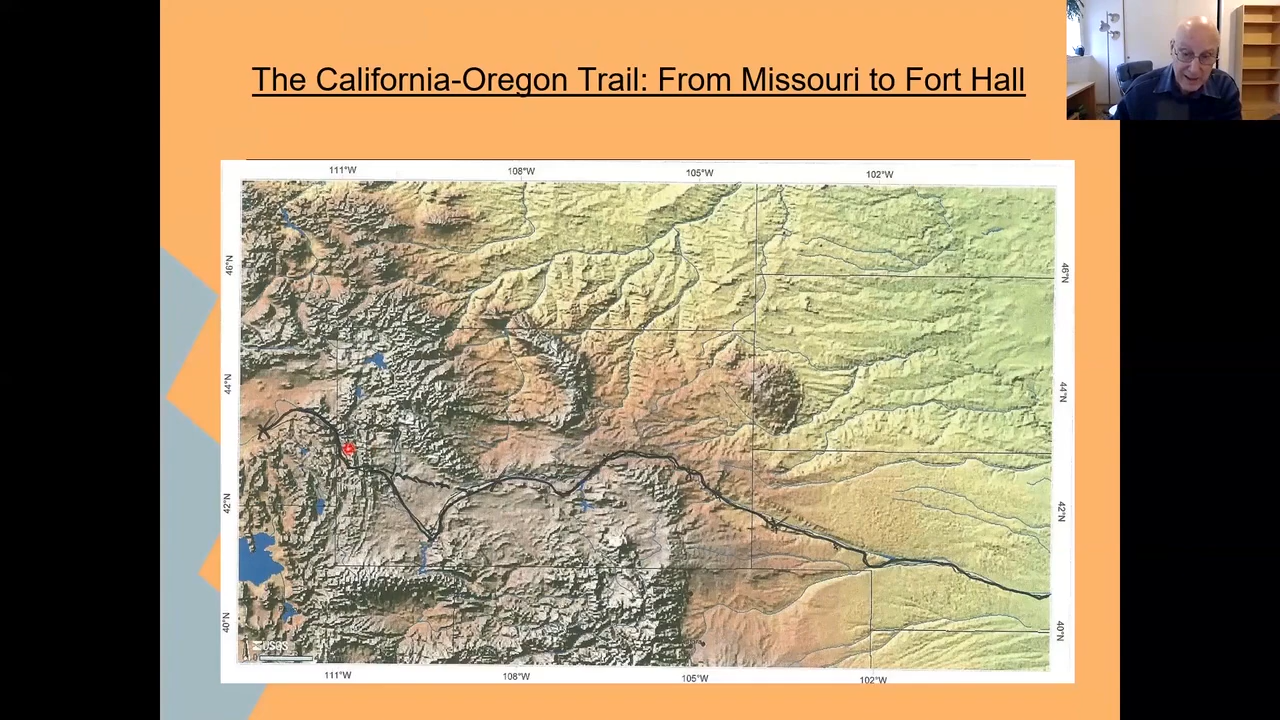 The California-Oregon Trail: From Missouri to Fort Hall
111°W 108°W 105°W 102°W
46°N 46°N
44°N 44°N
42°N 42°N
40°N 40°N
USGS
111°W 108°W 105°W 102°W